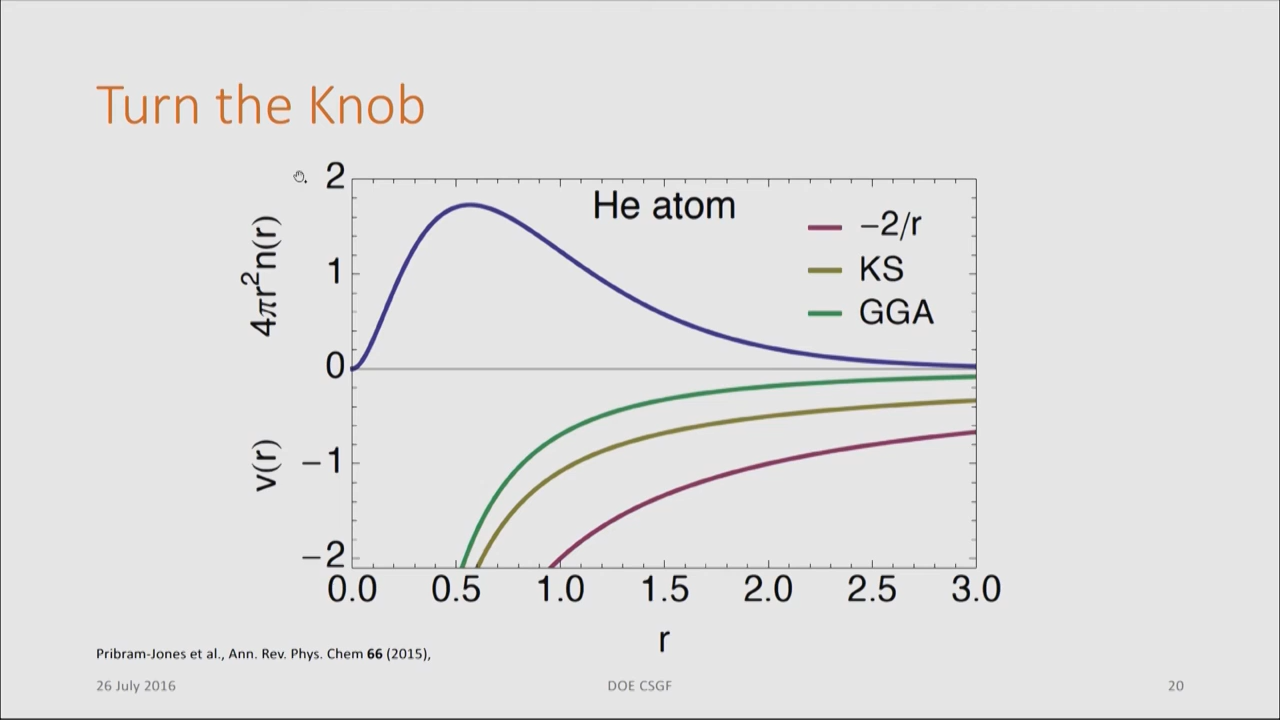 Turn the Knob
2
1
0
−1
−2
4πr²n(r)
v(r)
He atom
−2/r
KS
GGA
0.0 0.5 1.0 1.5 2.0 2.5 3.0
r
Pribram-Jones et al., Ann. Rev. Phys. Chem 66 (2015),
26 July 2016 DOE CSGF 20